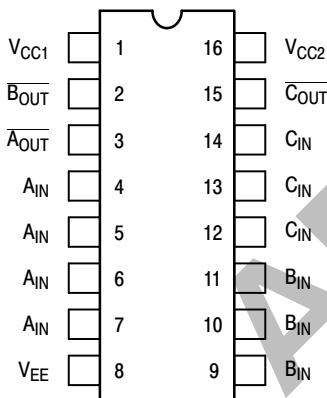 VCC1 1 16 VCC2
BOUT 2 15 COUT
AOUT 3 14 CIN
AIN 4 13 CIN
AIN 5 12 CIN
AIN 6 11 BIN
AIN 7 10 BIN
VEE 8 9 BIN